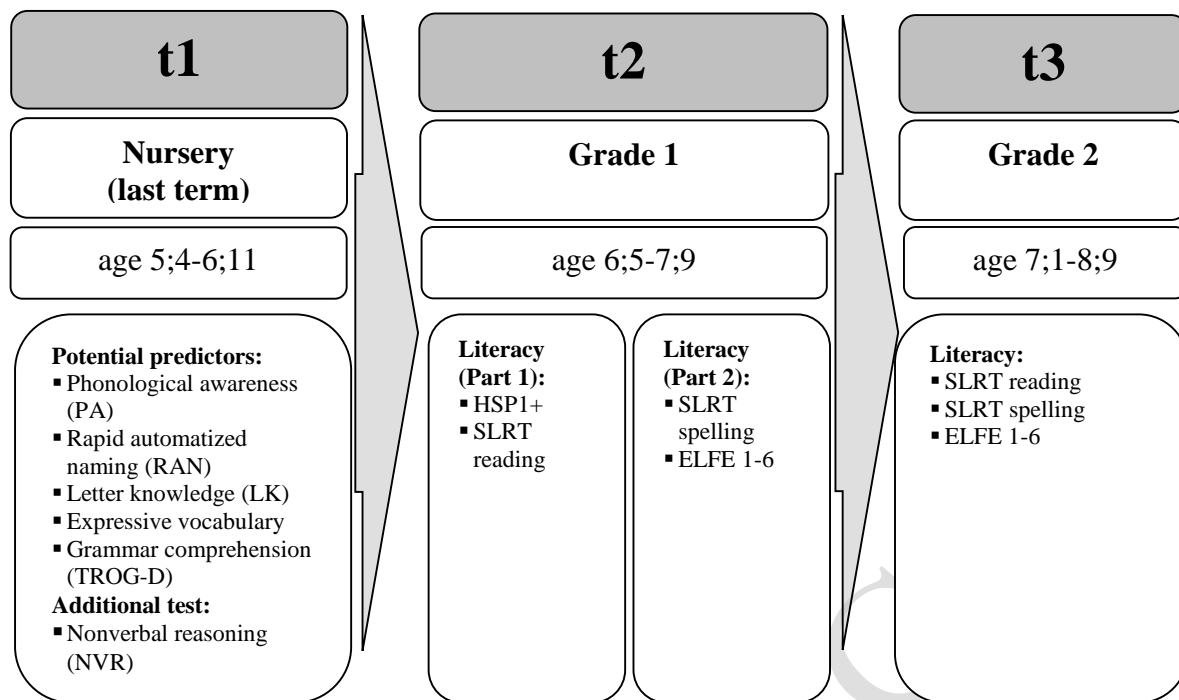 t1
Nursery
(last term)
age 5;4-6;11
Potential predictors:
▪ Phonological awareness
(PA)
▪ Rapid automatized
naming (RAN)
▪ Letter knowledge (LK)
▪ Expressive vocabulary
▪ Grammar comprehension
(TROG-D)
Additional test:
▪ Nonverbal reasoning
(NVR)
t2
Grade 1
age 6;5-7;9
Literacy
(Part 1):
▪ HSP1+
▪ SLRT
reading
Literacy
(Part 2):
▪ SLRT
spelling
▪ ELFE 1-6
t3
Grade 2
age 7;1-8;9
Literacy:
▪ SLRT reading
▪ SLRT spelling
▪ ELFE 1-6